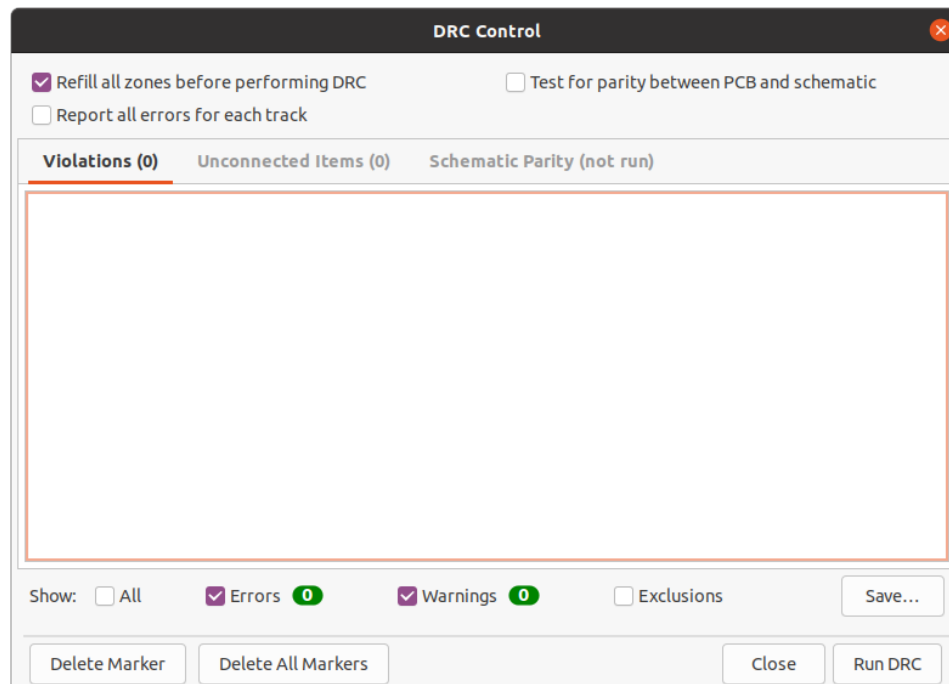 DRC Control
Refill all zones before performing DRC Test for parity between PCB and schematic
Report all errors for each track
Violations (0) Unconnected Items (0) Schematic Parity (not run)
Show: All Errors 0 Warnings 0 Exclusions Save...
Delete Marker Delete All Markers Close Run DRC